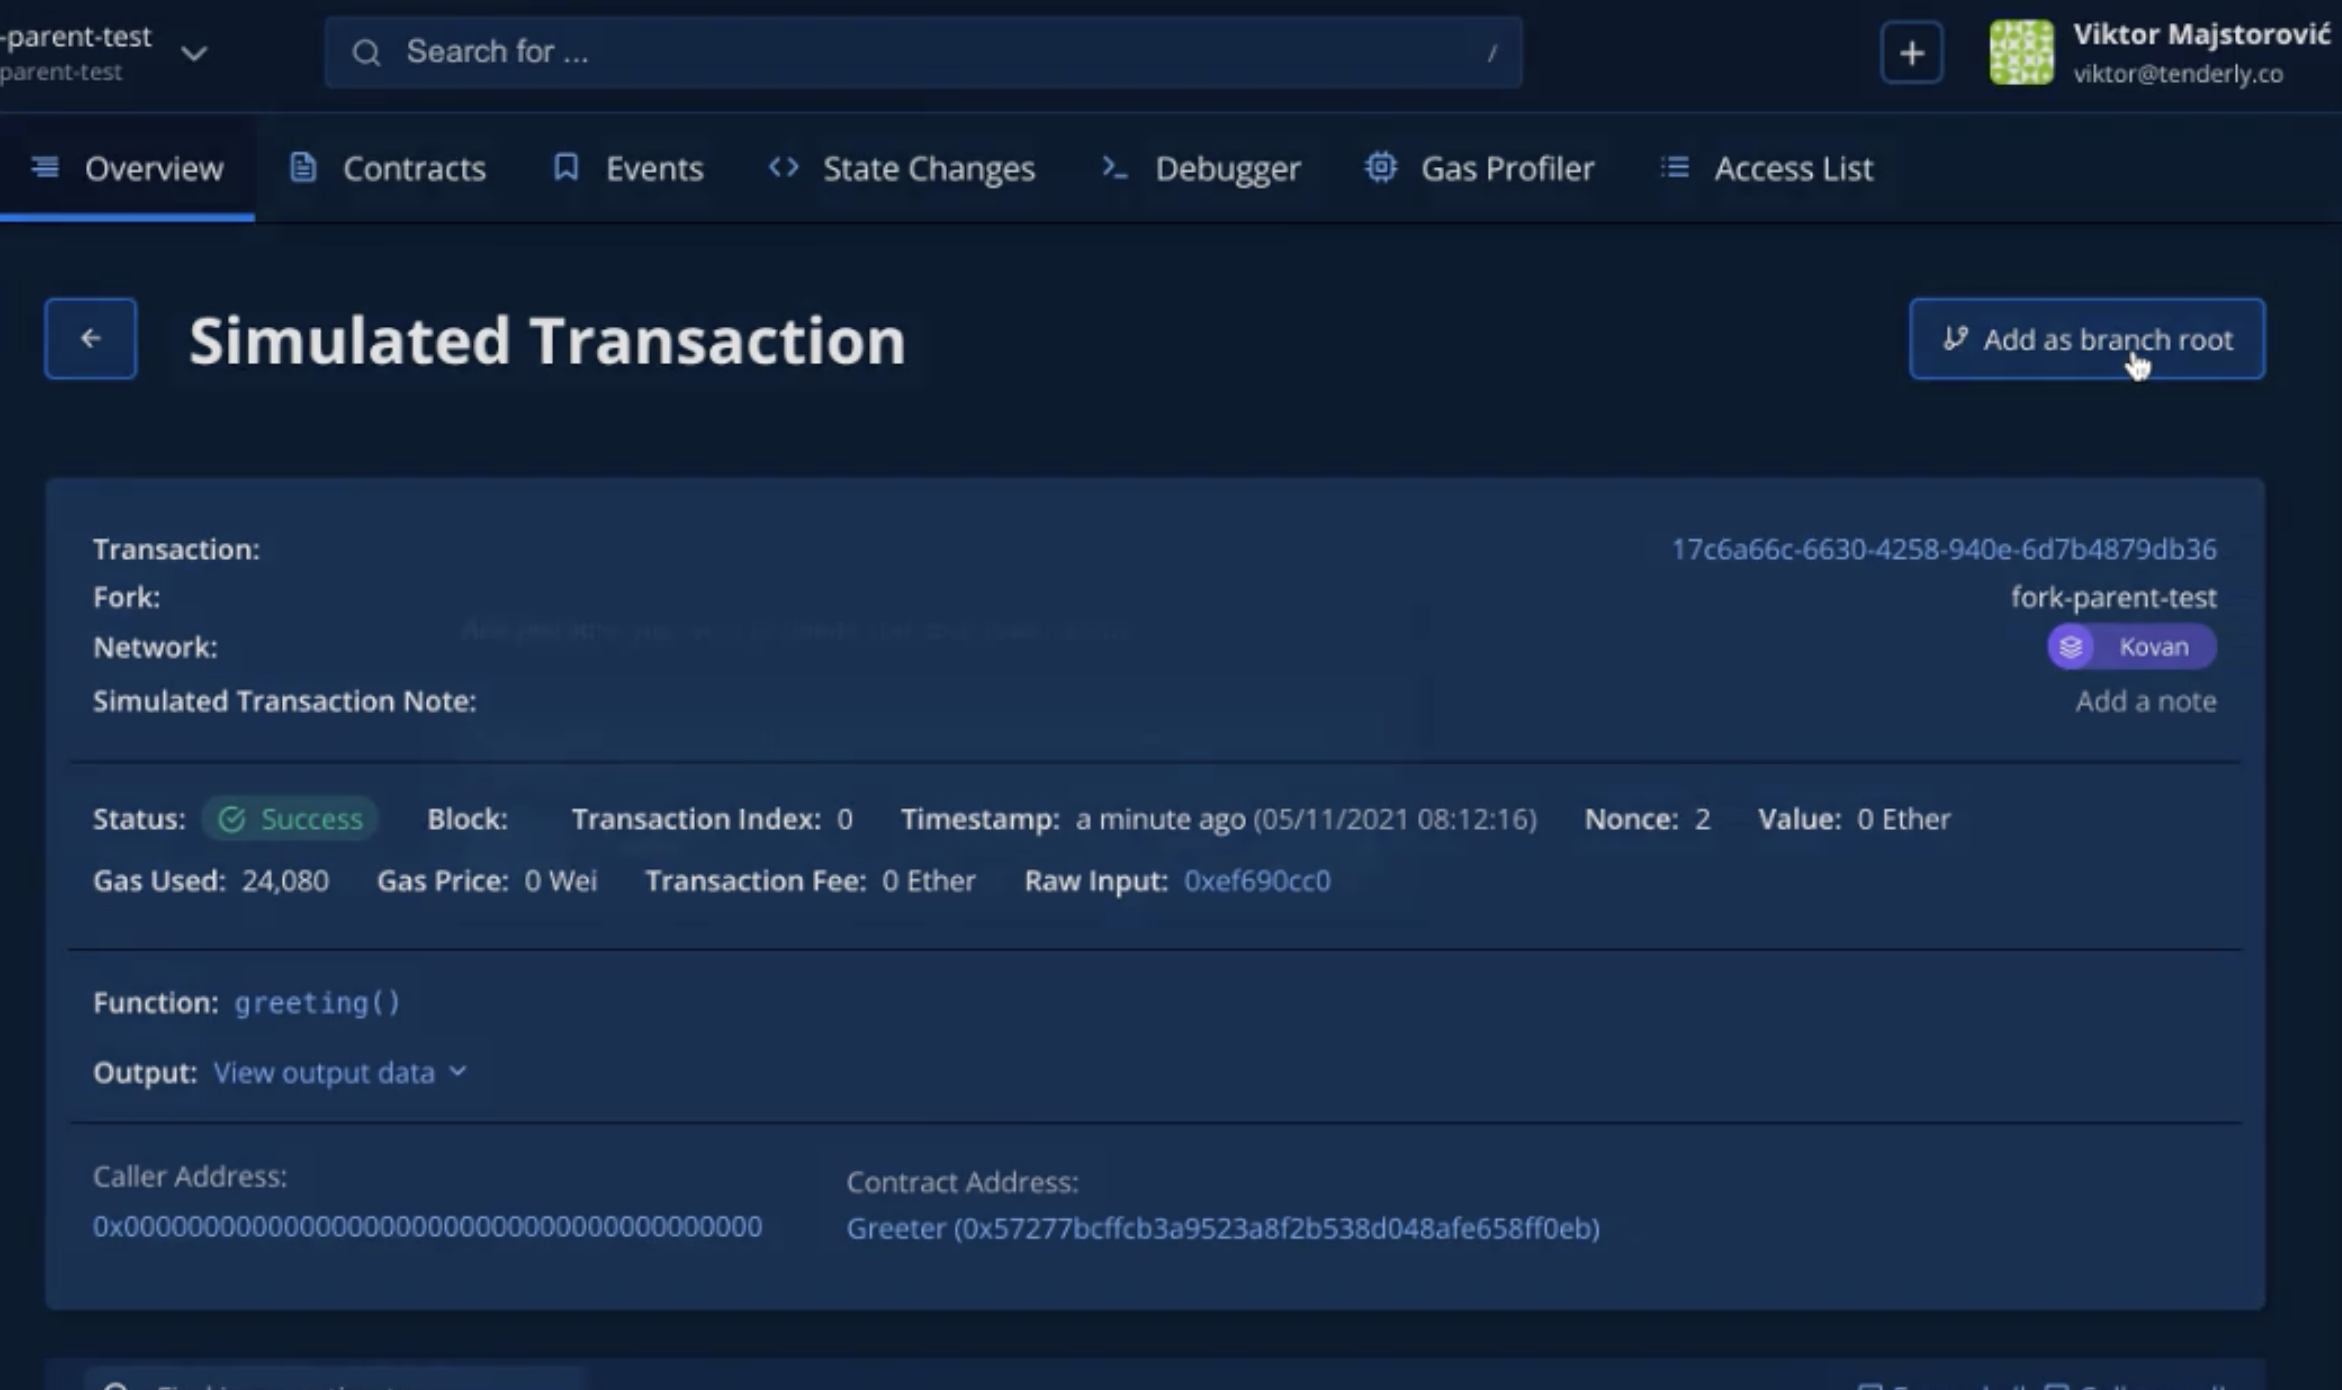 -parent-test
parent-test
Search for ... /
Viktor Majstorović
viktor@tenderly.co
Overview Contracts Events State Changes Debugger Gas Profiler Access List
Simulated Transaction
Add as branch root
Transaction: 17c6a66c-6630-4258-940e-6d7b4879db36
Fork: fork-parent-test
Network: Kovan
Simulated Transaction Note: Add a note
Status: Success Block: Transaction Index: 0 Timestamp: a minute ago (05/11/2021 08:12:16) Nonce: 2 Value: 0 Ether
Gas Used: 24,080 Gas Price: 0 Wei Transaction Fee: 0 Ether Raw Input: 0xef690cc0
Function: greeting()
Output: View output data
Caller Address:
0x0000000000000000000000000000000000000000
Contract Address:
Greeter (0x57277bcffcb3a9523a8f2b538d048afe658ff0eb)